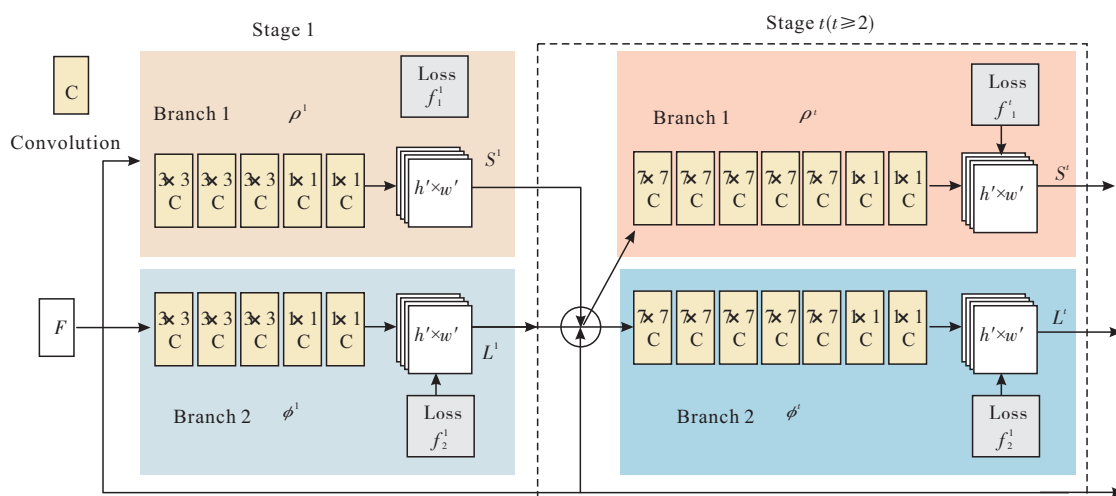 Stage 1
Stage t(t≥2)
C
Convolution
Branch 1 ρ¹
Loss
f₁¹
3×3 3×3 3×3 1×1 1×1
C C C C C
h′×w′
S¹
Branch 1 ρᵗ
Loss
f₁ᵗ
7×7 7×7 7×7 7×7 7×7 1×1 1×1
C C C C C C C
h′×w′
Sᵗ
F
3×3 3×3 3×3 1×1 1×1
C C C C C
h′×w′
L¹
Branch 2 ϕ¹
Loss
f₂¹
7×7 7×7 7×7 7×7 7×7 1×1 1×1
C C C C C C C
h′×w′
Lᵗ
Branch 2 ϕᵗ
Loss
f₂¹